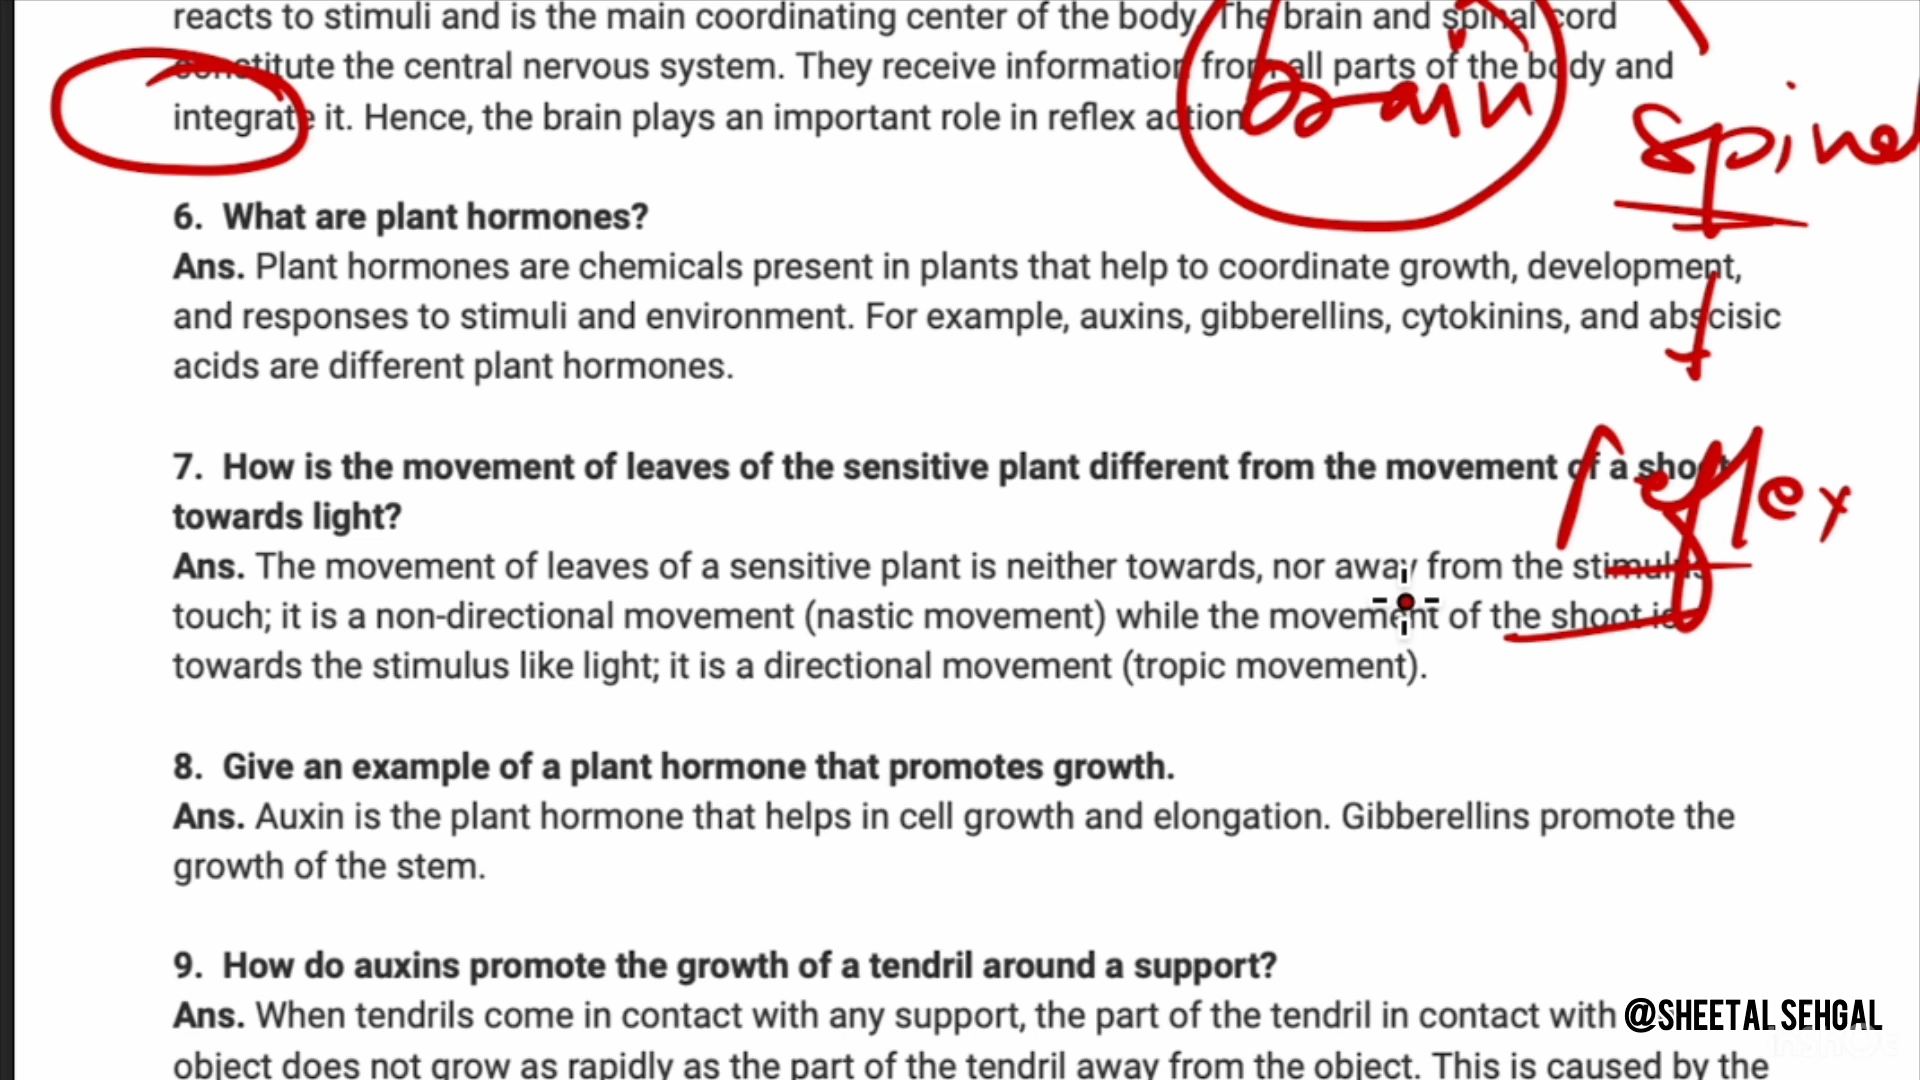 reacts to stimuli and is the main coordinating center of the body. The brain and spinal cord
constitute the central nervous system. They receive information from all parts of the body and
integrate it. Hence, the brain plays an important role in reflex action
brain
spinal
6. What are plant hormones?
Ans. Plant hormones are chemicals present in plants that help to coordinate growth, development,
and responses to stimuli and environment. For example, auxins, gibberellins, cytokinins, and abscisic
acids are different plant hormones.
reflex
7. How is the movement of leaves of the sensitive plant different from the movement of a shoot
towards light?
Ans. The movement of leaves of a sensitive plant is neither towards, nor away from the stimulus
touch; it is a non-directional movement (nastic movement) while the movement of the shoot is
towards the stimulus like light; it is a directional movement (tropic movement).
8. Give an example of a plant hormone that promotes growth.
Ans. Auxin is the plant hormone that helps in cell growth and elongation. Gibberellins promote the
growth of the stem.
9. How do auxins promote the growth of a tendril around a support?
Ans. When tendrils come in contact with any support, the part of the tendril in contact with
@SHEETAL SEHGAL
object does not grow as rapidly as the part of the tendril away from the object. This is caused by the